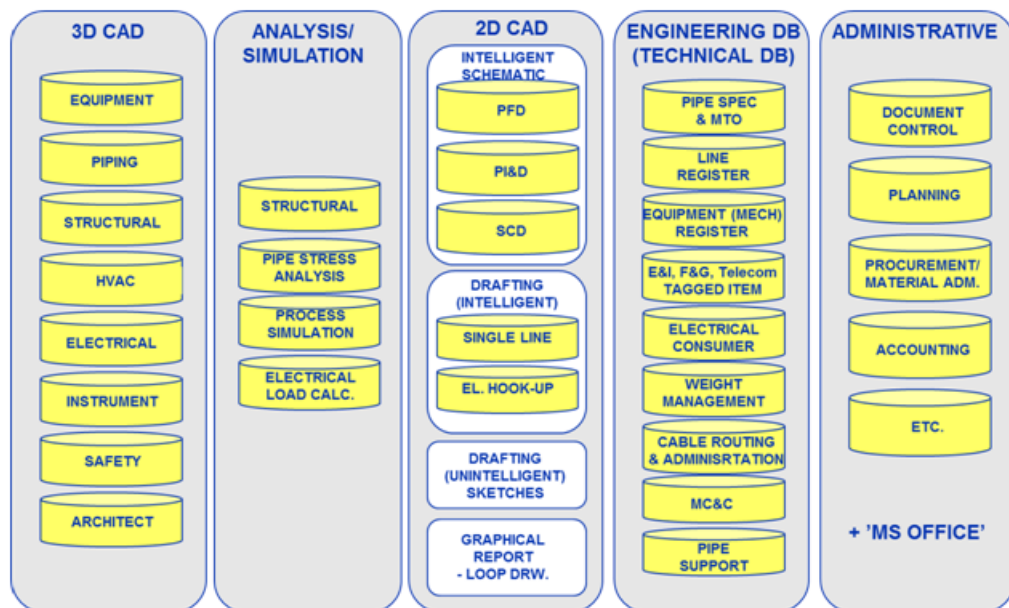 3D CAD
EQUIPMENT
PIPING
STRUCTURAL
HVAC
ELECTRICAL
INSTRUMENT
SAFETY
ARCHITECT
ANALYSIS/
SIMULATION
STRUCTURAL
PIPE STRESS
ANALYSIS
PROCESS
SIMULATION
ELECTRICAL
LOAD CALC.
2D CAD
INTELLIGENT
SCHEMATIC
PFD
PI&D
SCD
DRAFTING
(INTELLIGENT)
SINGLE LINE
EL. HOOK-UP
DRAFTING
(UNINTELLIGENT)
SKETCHES
GRAPHICAL
REPORT
- LOOP DRW.
ENGINEERING DB
(TECHNICAL DB)
PIPE SPEC
& MTO
LINE
REGISTER
EQUIPMENT (MECH)
REGISTER
E&I, F&G, Telecom
TAGGED ITEM
ELECTRICAL
CONSUMER
WEIGHT
MANAGEMENT
CABLE ROUTING
& ADMINISRTATION
MC&C
PIPE
SUPPORT
ADMINISTRATIVE
DOCUMENT
CONTROL
PLANNING
PROCUREMENT/
MATERIAL ADM.
ACCOUNTING
ETC.
+ 'MS OFFICE'